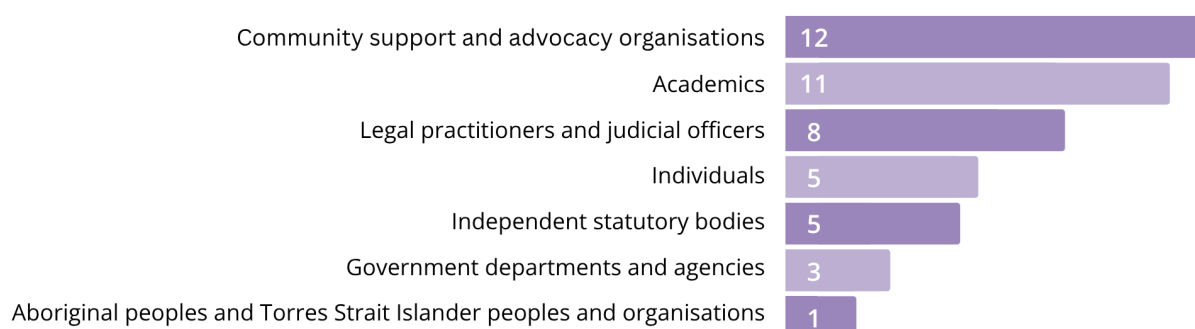 Community support and advocacy organisations 12
Academics 11
Legal practitioners and judicial officers 8
Individuals 5
Independent statutory bodies 5
Government departments and agencies 3
Aboriginal peoples and Torres Strait Islander peoples and organisations 1